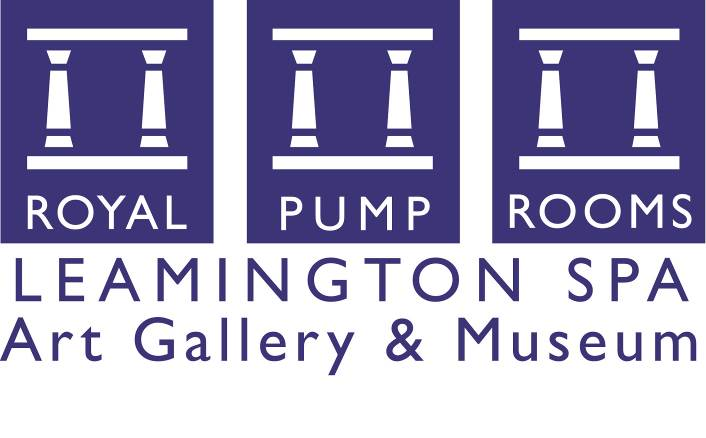 ROYAL PUMP ROOMS
LEAMINGTON SPA
Art Gallery & Museum